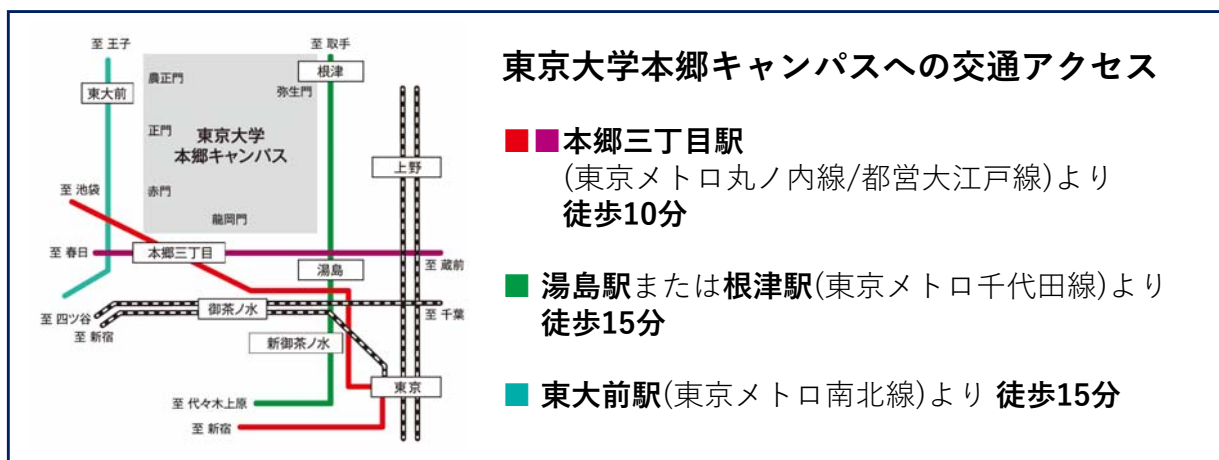 至 王子
至 取手
根津
農正門
弥生門
東大前
正門
東京大学
本郷キャンパス
上野
至 池袋
赤門
龍岡門
至 春日
本郷三丁目
至 蔵前
湯島
御茶ノ水
至 四ツ谷
至 千葉
至 新宿
新御茶ノ水
東京
至 代々木上原
至 新宿
東京大学本郷キャンパスへの交通アクセス
■■本郷三丁目駅
(東京メトロ丸ノ内線/都営大江戸線)より
徒歩10分
■ 湯島駅または根津駅(東京メトロ千代田線)より
徒歩15分
■ 東大前駅(東京メトロ南北線)より 徒歩15分